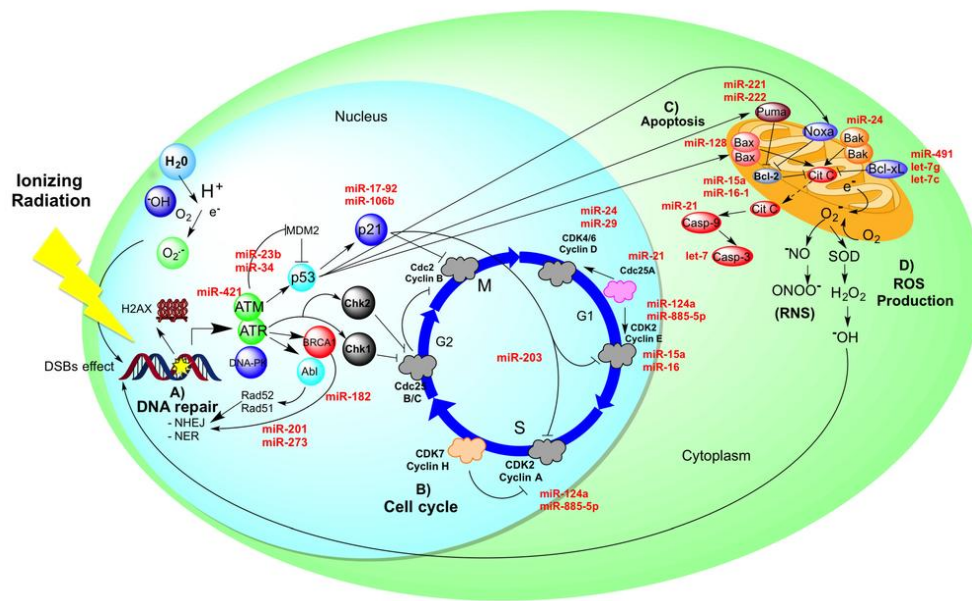 Ionizing
Radiation
Nucleus
H20
H+
-OH
O2
e-
O2.-
H2AX
DSBs effect
A)
DNA repair
- NHEJ
- NER
Rad52
Rad51
miR-201
miR-273
miR-182
miR-421
ATM
ATR
DNA-PK
BRCA1
Abl
miR-23b
miR-34
MDM2
p53
miR-17-92
miR-106b
p21
Chk2
Chk1
Cdc2
Cyclin B
M
G2
Cdc25
B/C
CDK7
Cyclin H
B)
Cell cycle
S
CDK2
Cyclin A
miR-124a
miR-885-5p
miR-203
G1
miR-24
miR-29
CDK4/6
Cyclin D
miR-21
Cdc25A
miR-124a
miR-885-5p
CDK2
Cyclin E
miR-15a
miR-16
C)
Apoptosis
miR-221
miR-222
Puma
Noxa
miR-24
Bak
Bak
miR-128
Bax
Bax
Bcl-2
Cit C
Bcl-xL
miR-491
let-7g
let-7c
miR-15a
miR-16-1
miR-21
Cit C
Casp-9
let-7
Casp-3
e-
O2-
O2
-NO
SOD
ONOO-
(RNS)
H2O2
-OH
D)
ROS
Production
Cytoplasm